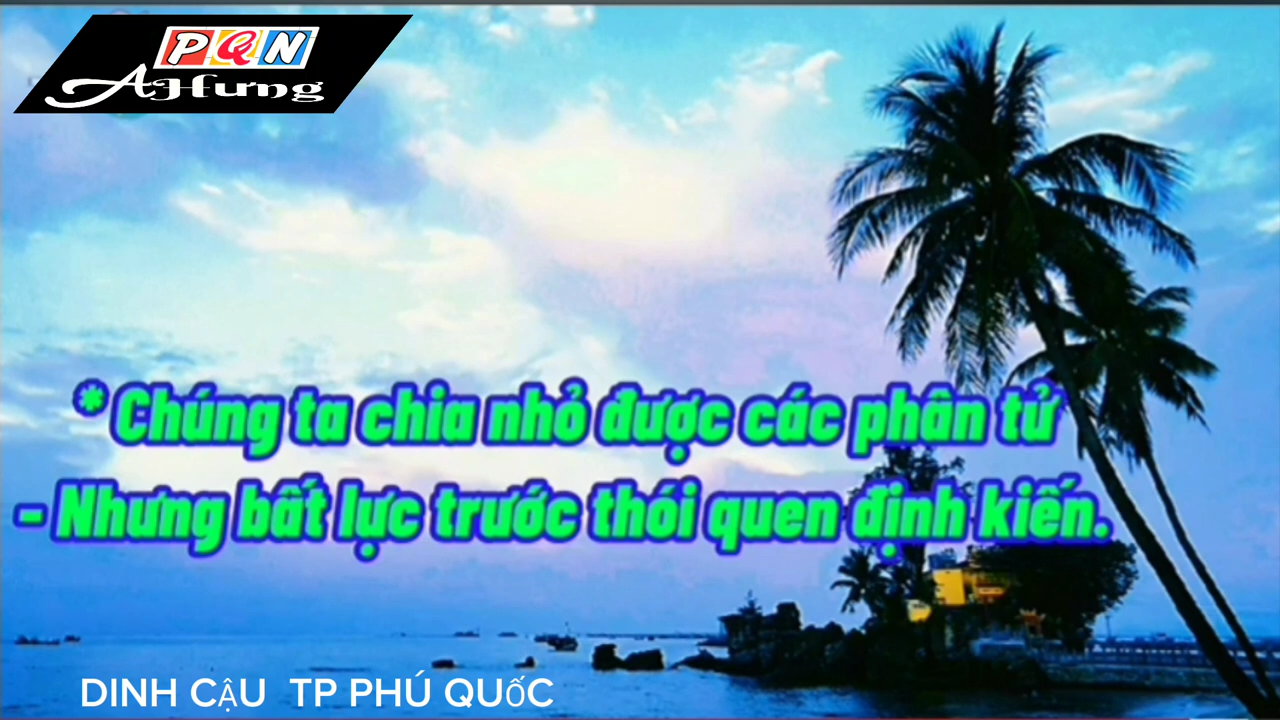 PQN
AHưng
* Chúng ta chia nhỏ được các phân tử
- Nhưng bất lực trước thói quen định kiến.
DINH CẬU TP PHÚ QUỐC